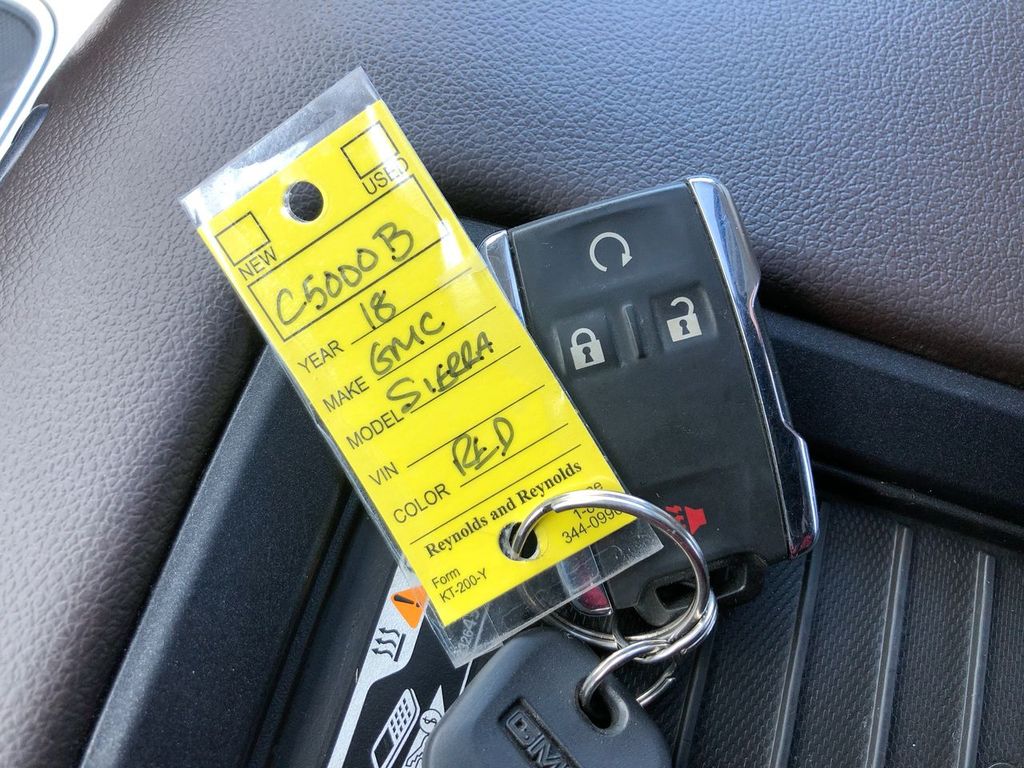 USED
NEW
C5000B
YEAR 18
MAKE GMC
MODEL SIERRA
VIN
COLOR RED
Reynolds and Reynolds
Form
KT-200-Y
344-0996
GMC